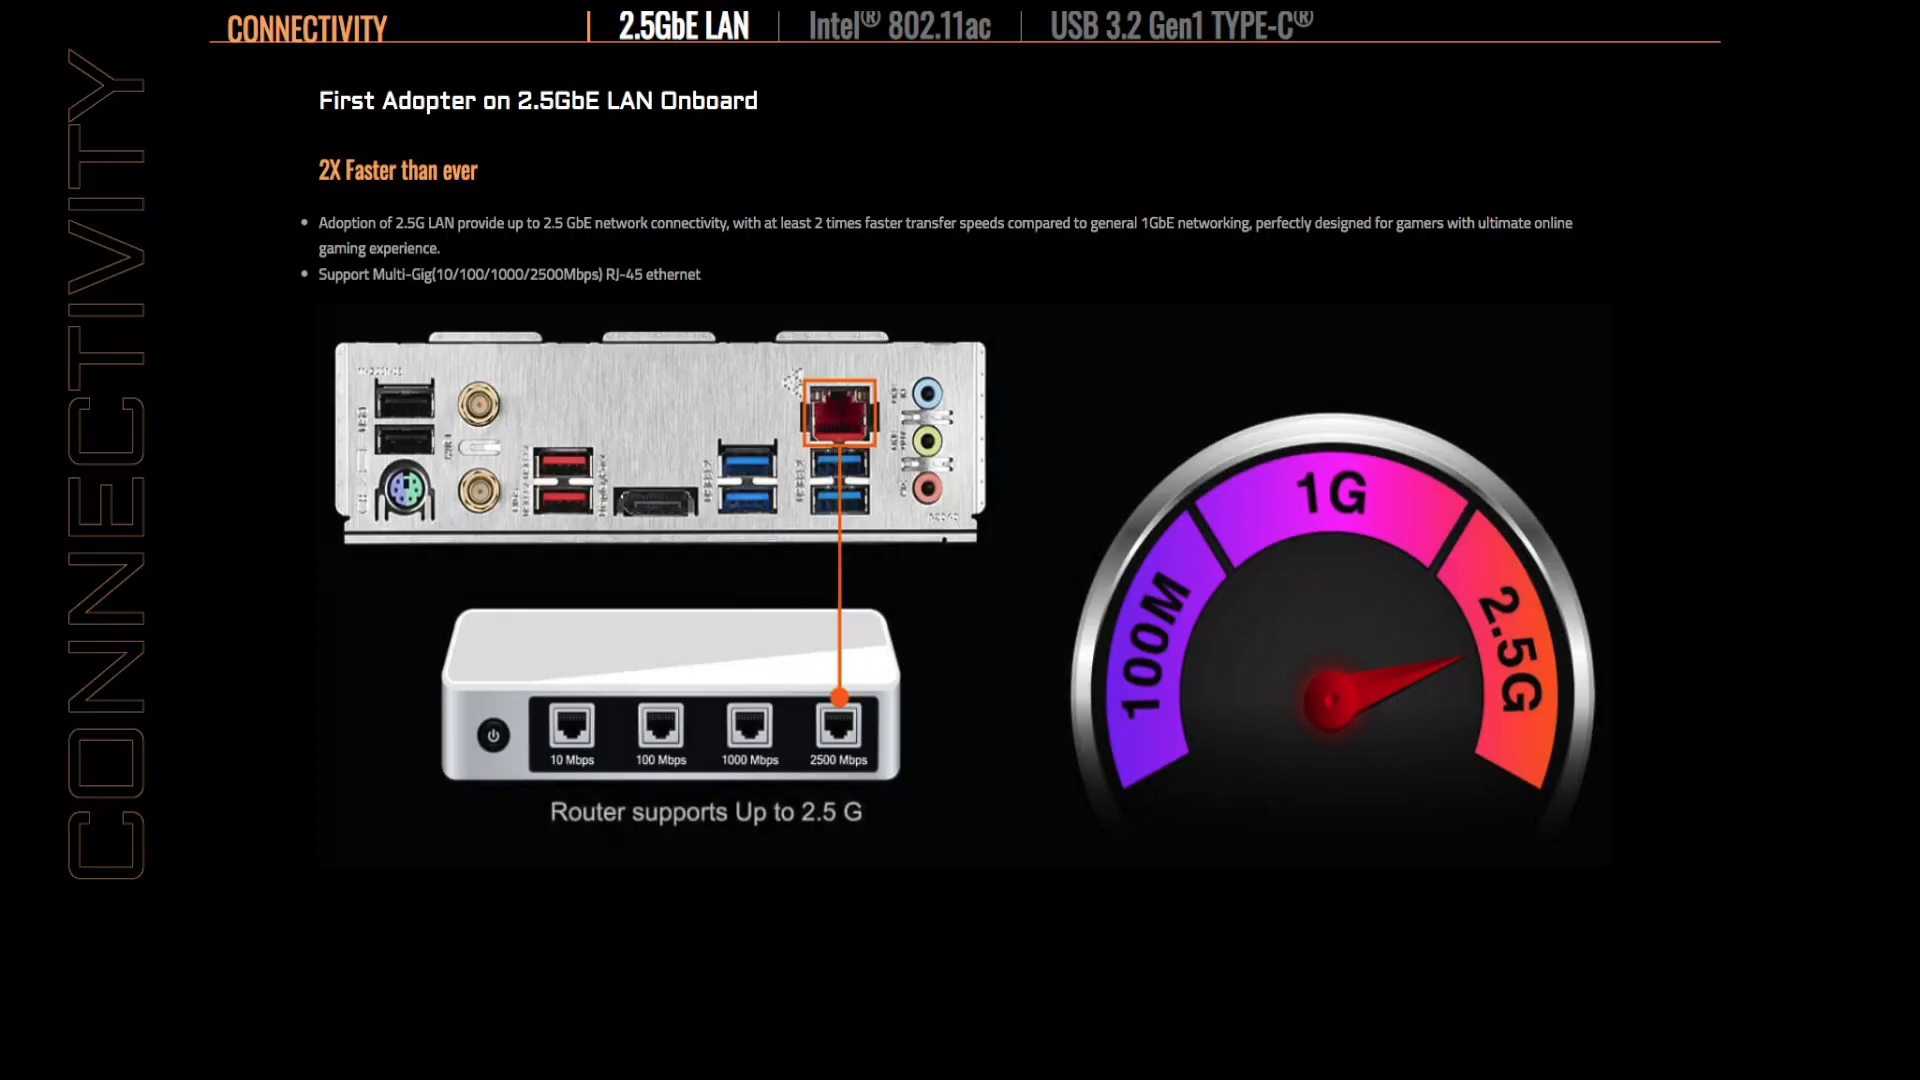 CONNECTIVITY
2.5GbE LAN
Intel® 802.11ac
USB 3.2 Gen1 TYPE-C®
CONNECTIVITY
First Adopter on 2.5GbE LAN Onboard
2X Faster than ever
Adoption of 2.5G LAN provide up to 2.5 GbE network connectivity, with at least 2 times faster transfer speeds compared to general 1GbE networking, perfectly designed for gamers with ultimate online
gaming experience.
Support Multi-Gig(10/100/1000/2500Mbps) RJ-45 ethernet
100M
1G
2.5G
10 Mbps
100 Mbps
1000 Mbps
2500 Mbps
Router supports Up to 2.5 G